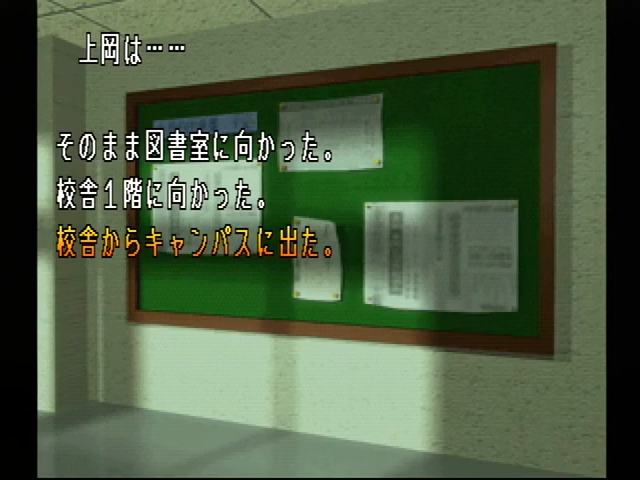 上岡は……
そのまま図書室に向かった。
校舎１階に向かった。
校舎からキャンパスに出た。